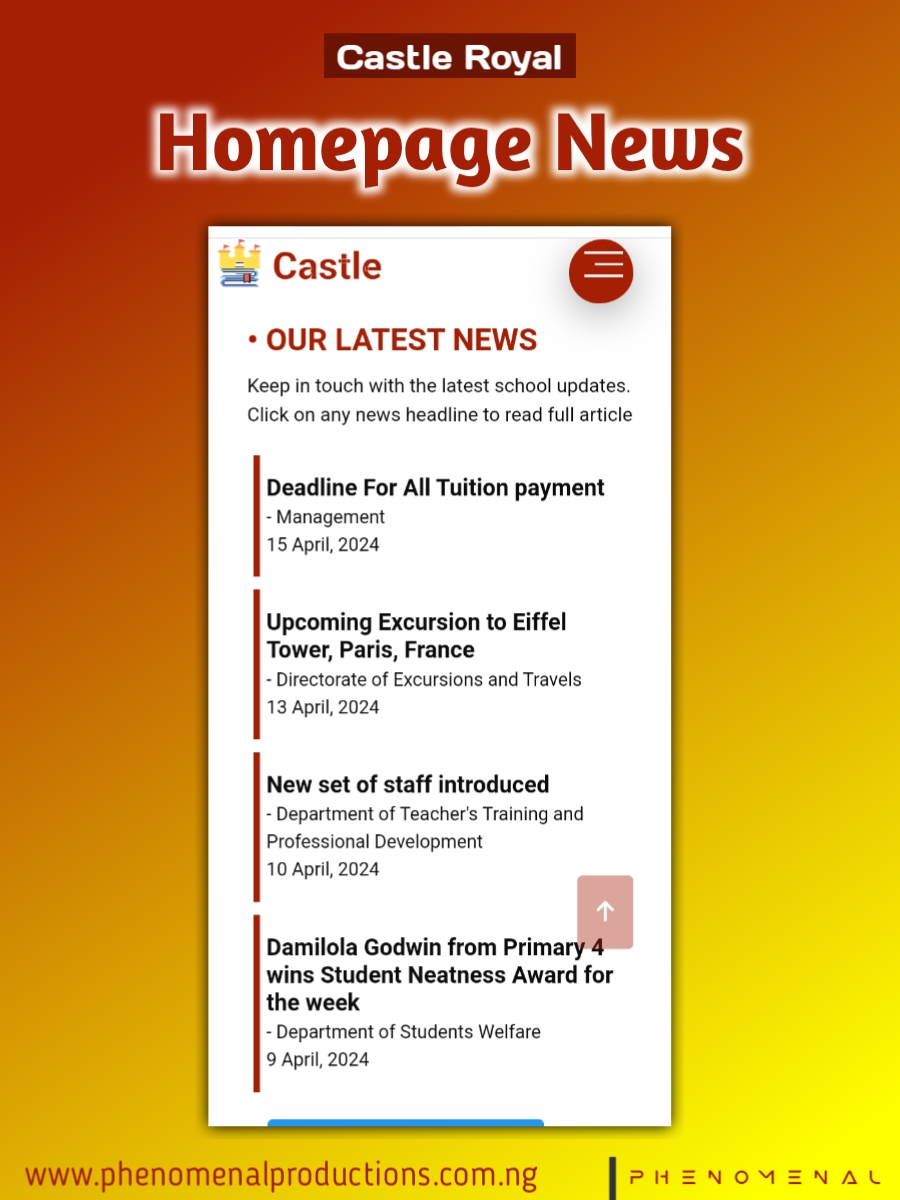 Castle Royal
Homepage News
Castle
• OUR LATEST NEWS
Keep in touch with the latest school updates.
Click on any news headline to read full article
Deadline For All Tuition payment
- Management
15 April, 2024
Upcoming Excursion to Eiffel
Tower, Paris, France
- Directorate of Excursions and Travels
13 April, 2024
New set of staff introduced
- Department of Teacher's Training and
Professional Development
10 April, 2024
Damilola Godwin from Primary 4
wins Student Neatness Award for
the week
- Department of Students Welfare
9 April, 2024
www.phenomenalproductions.com.ng
PHENOMENAL